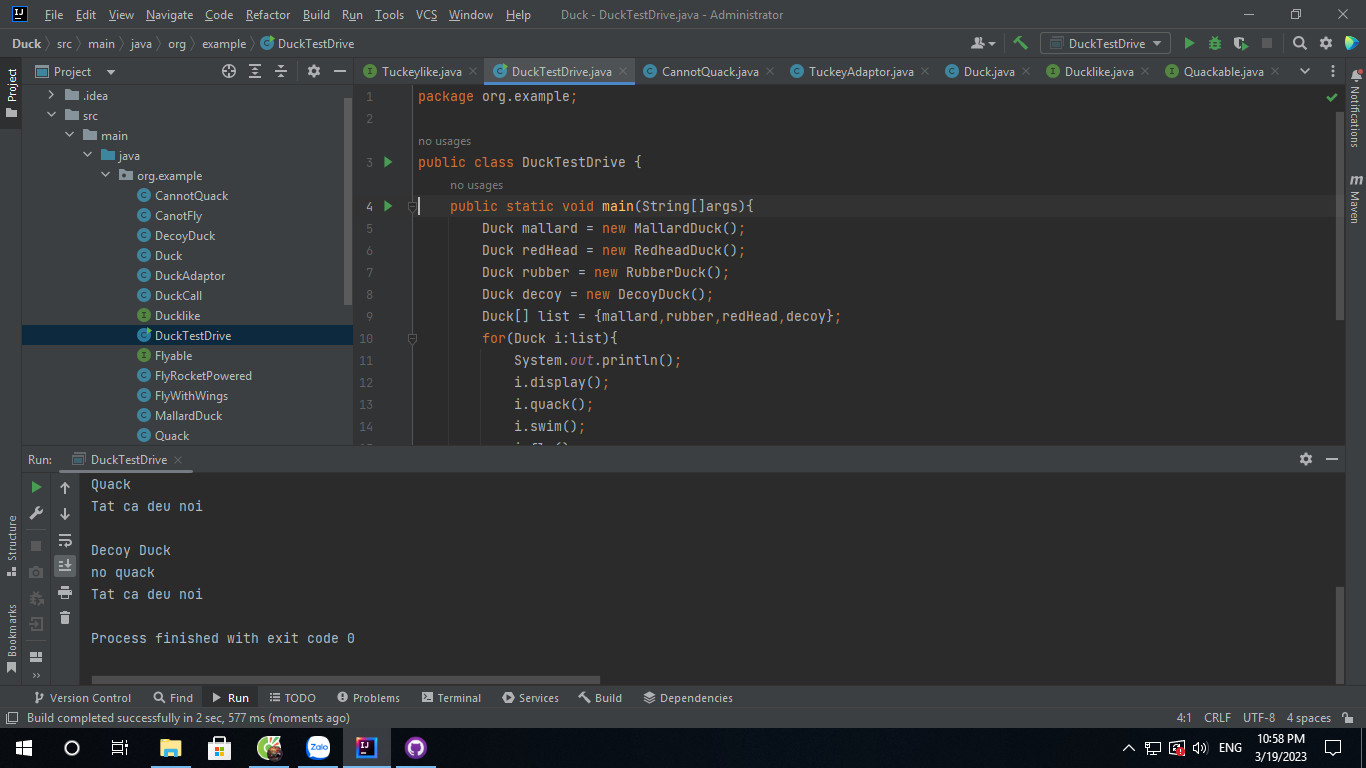 File Edit View Navigate Code Refactor Build Run Tools VCS Window Help Duck - DuckTestDrive.java - Administrator
Duck src main java org example DuckTestDrive DuckTestDrive
Project
Tuckeylike.java DuckTestDrive.java CannotQuack.java TuckeyAdaptor.java Duck.java Ducklike.java Quackable.java
Project
Structure
Bookmarks
Notifications
m Maven
.idea
src
main
java
org.example
CannotQuack
CanotFly
DecoyDuck
Duck
DuckAdaptor
DuckCall
Ducklike
DuckTestDrive
Flyable
FlyRocketPowered
FlyWithWings
MallardDuck
Quack
1 package org.example;
2
no usages
3 public class DuckTestDrive {
no usages
4 public static void main(String[]args){
5 Duck mallard = new MallardDuck();
6 Duck redHead = new RedheadDuck();
7 Duck rubber = new RubberDuck();
8 Duck decoy = new DecoyDuck();
9 Duck[] list = {mallard,rubber,redHead,decoy};
10 for(Duck i:list){
11 System.out.println();
12 i.display();
13 i.quack();
14 i.swim();
Run: DuckTestDrive
Quack
Tat ca deu noi
Decoy Duck
no quack
Tat ca deu noi
Process finished with exit code 0
Version Control Find Run TODO Problems Terminal Services Build Dependencies
Build completed successfully in 2 sec, 577 ms (moments ago) 4:1 CRLF UTF-8 4 spaces
Zalo IJ ENG 10:58 PM
3/19/2023